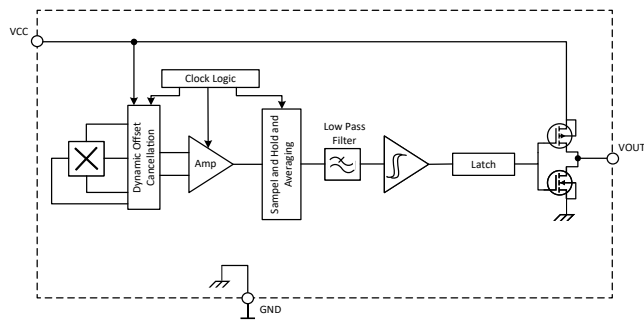 VCC
Clock Logic
Dynamic Offset
Cancellation
Amp
Sampel and Hold and
Averaging
Low Pass
Filter
Latch
VOUT
GND